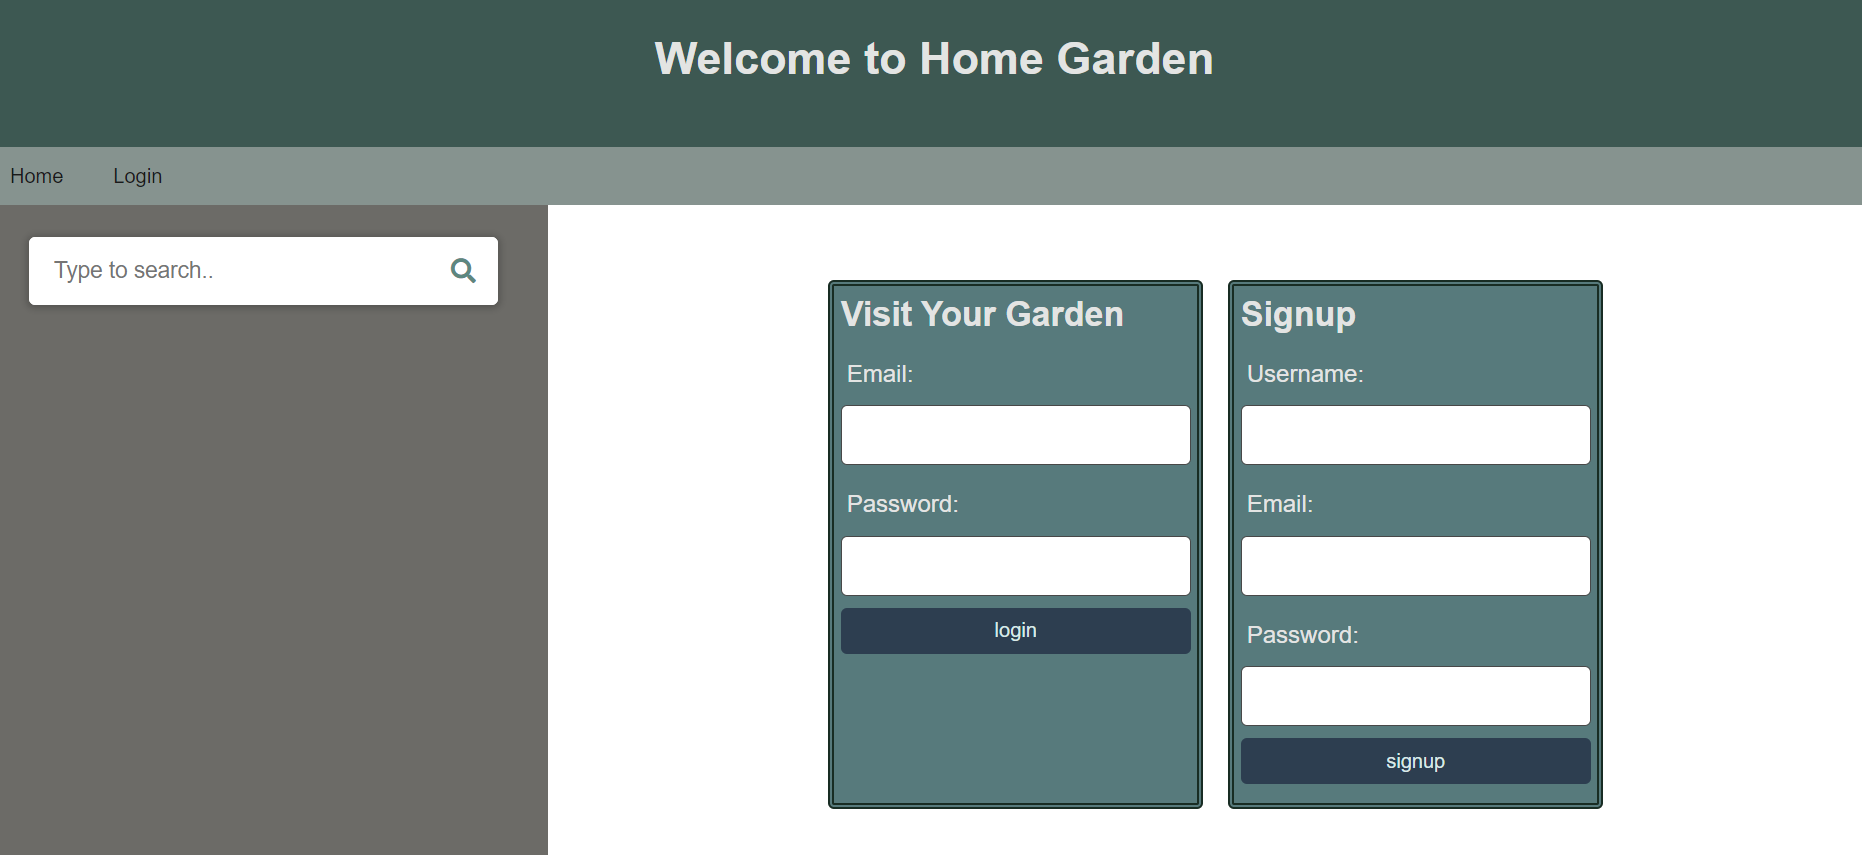 Welcome to Home Garden
Home Login
Type to search..
Visit Your Garden
Email:
Password:
login
Signup
Username:
Email:
Password:
signup